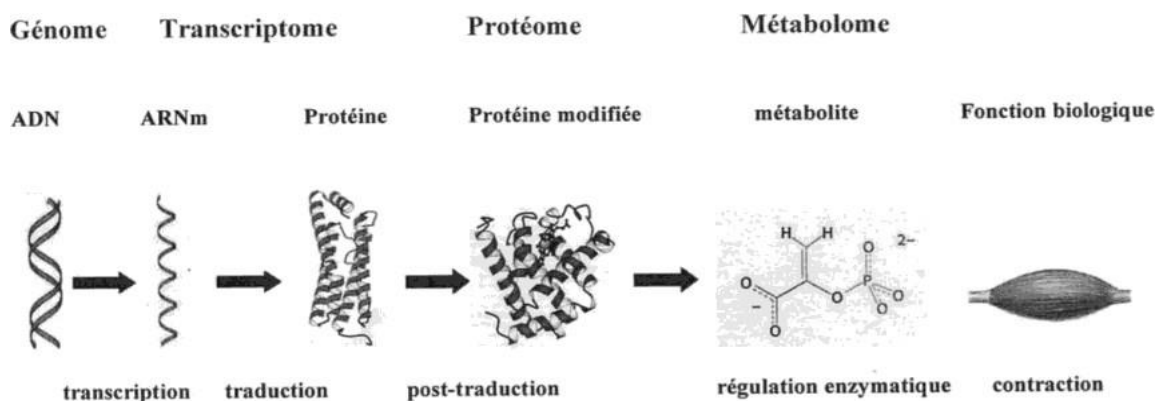 Génome Transcriptome Protéome Métabolome
ADN ARNm Protéine Protéine modifiée métabolite Fonction biologique
H H
O 2–
O P O
– O O
O
transcription traduction post-traduction régulation enzymatique contraction